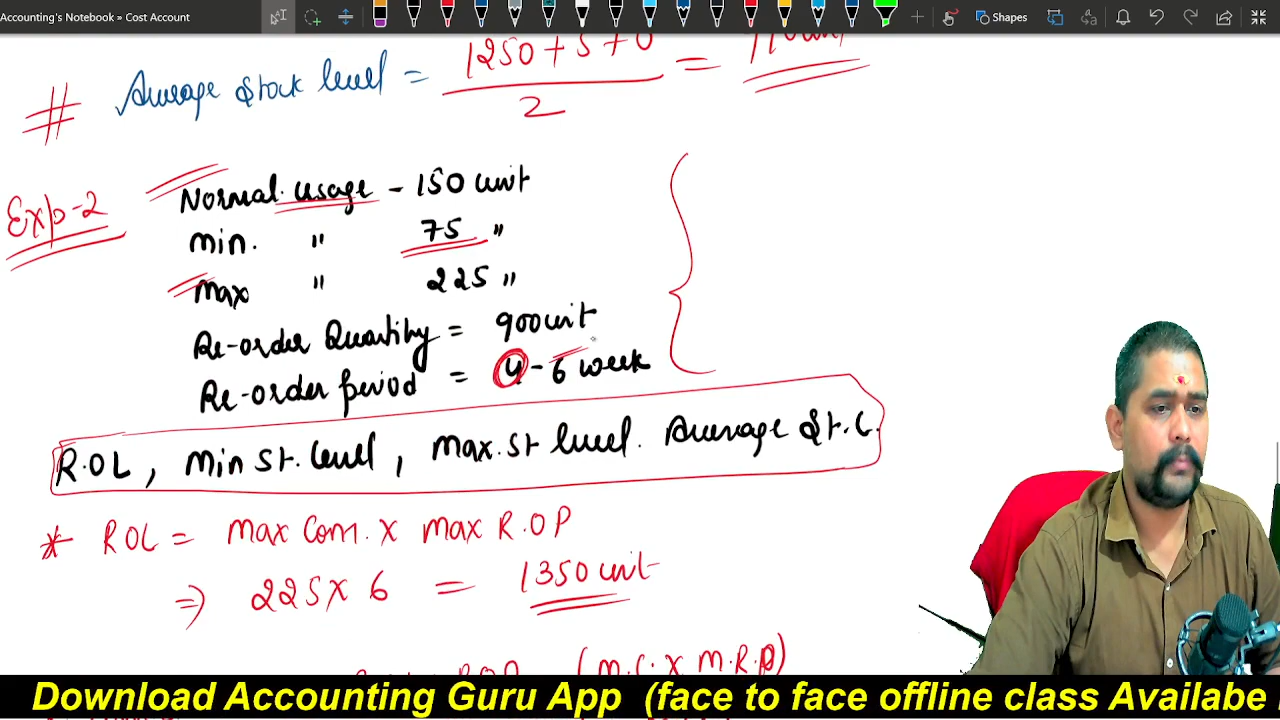 Accounting's Notebook » Cost Account
Shapes
# Average Stock level = 1250 + 5 + 0 / 2 =
Exp-2
Normal usage - 150 unit
min. " 75 "
max " 225 "
Re-order Quantity = 900 unit
Re-order period = 4 - 6 week
R.O.L, Min St. level, Max. St level. Average St. L.
* ROL = max Com. x max R.O.P
⇒ 225 x 6 = 1350 unit
(M.C. x M.R.P)
Download Accounting Guru App (face to face offline class Availabe